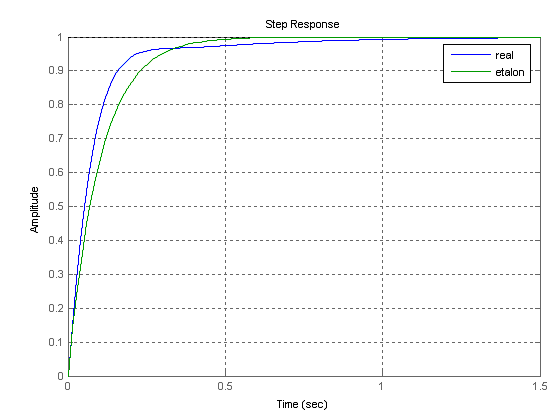 Step Response
1
0.9
0.8
0.7
0.6
0.5
0.4
0.3
0.2
0.1
0
Amplitude
real
etalon
0 0.5 1 1.5
Time (sec)